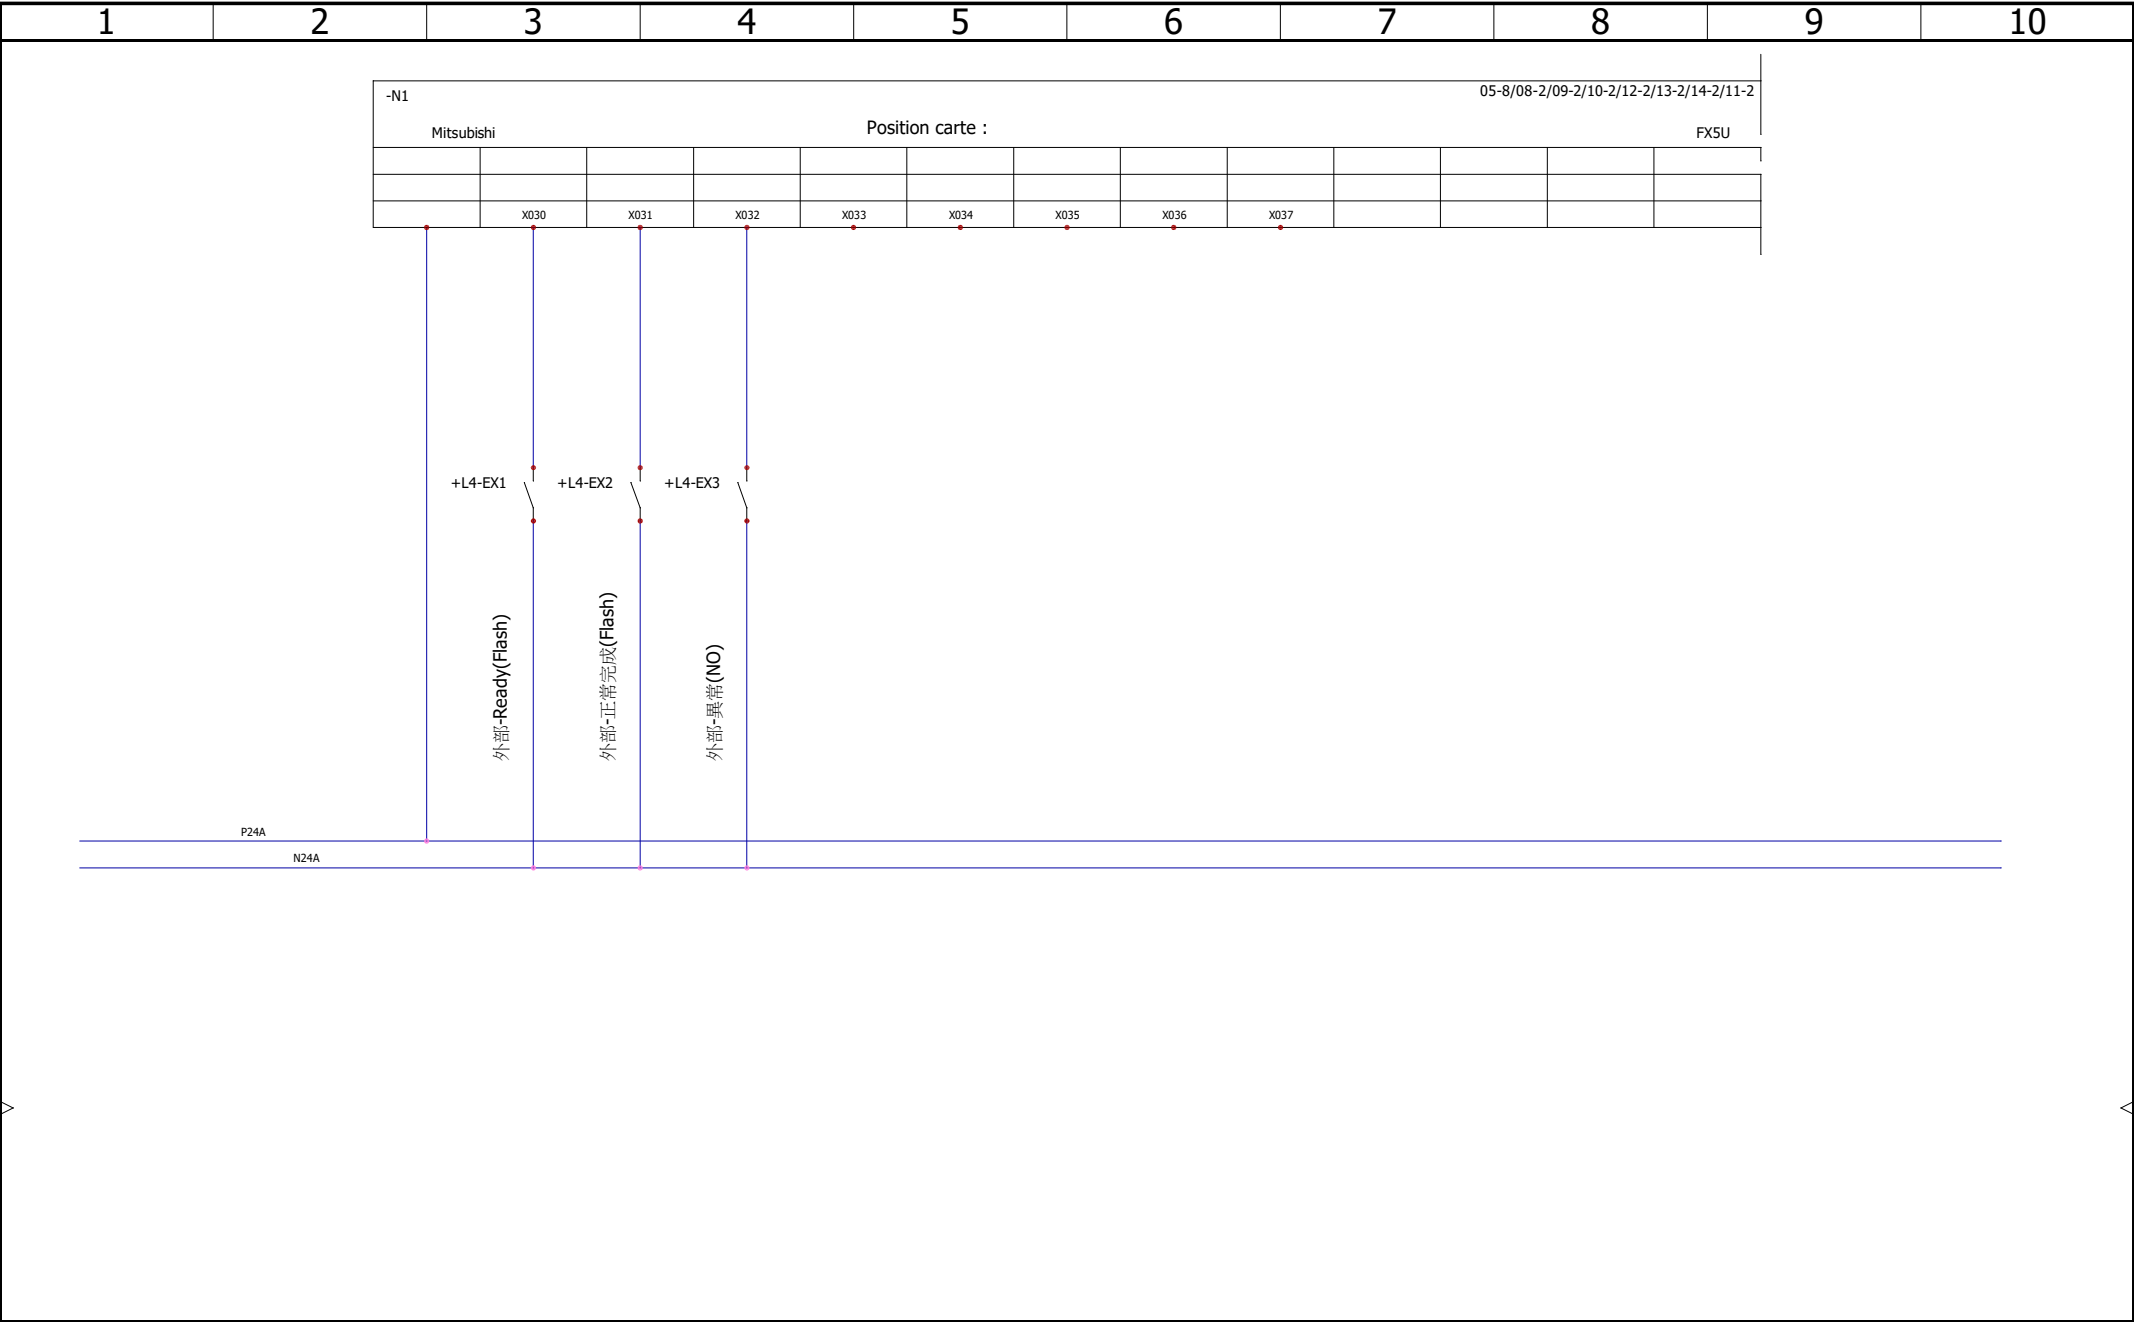 1 2 3 4 5 6 7 8 9 10
-N1 05-8/08-2/09-2/10-2/12-2/13-2/14-2/11-2
Mitsubishi Position carte : FX5U
X030 X031 X032 X033 X034 X035 X036 X037
+L4-EX1 +L4-EX2 +L4-EX3
外部-Ready(Flash)
外部-正常完成(Flash)
外部-異常(NO)
P24A
N24A